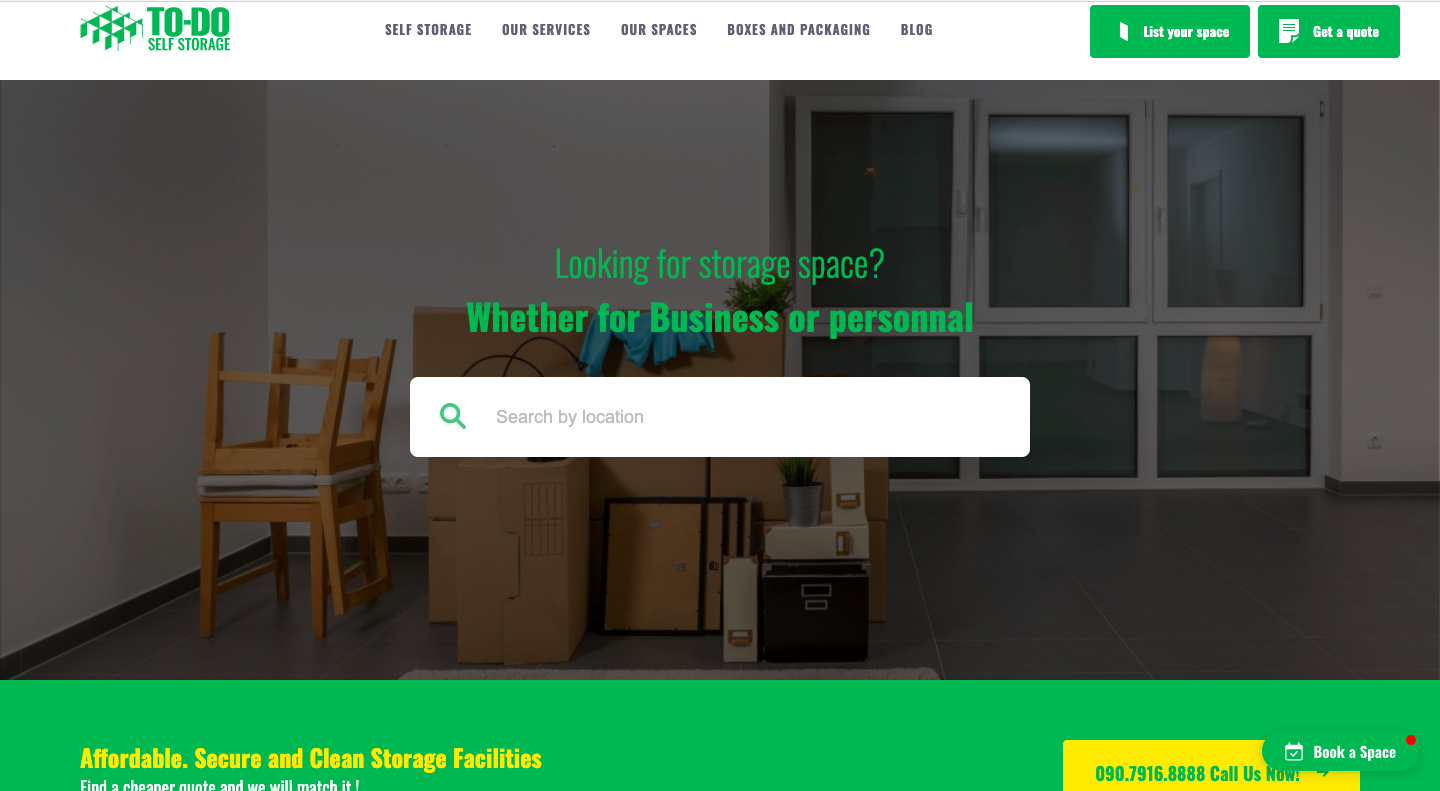 TO-DO
SELF STORAGE
SELF STORAGE
OUR SERVICES
OUR SPACES
BOXES AND PACKAGING
BLOG
List your space
Get a quote
Looking for storage space?
Whether for Business or personnal
Search by location
Affordable. Secure and Clean Storage Facilities
Find a cheaper quote and we will match it !
090.7916.8888 Call Us Now!
Book a Space